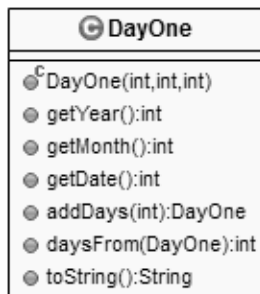 C DayOne
C DayOne(int,int,int)
getYear():int
getMonth():int
getDate():int
addDays(int):DayOne
daysFrom(DayOne):int
toString():String